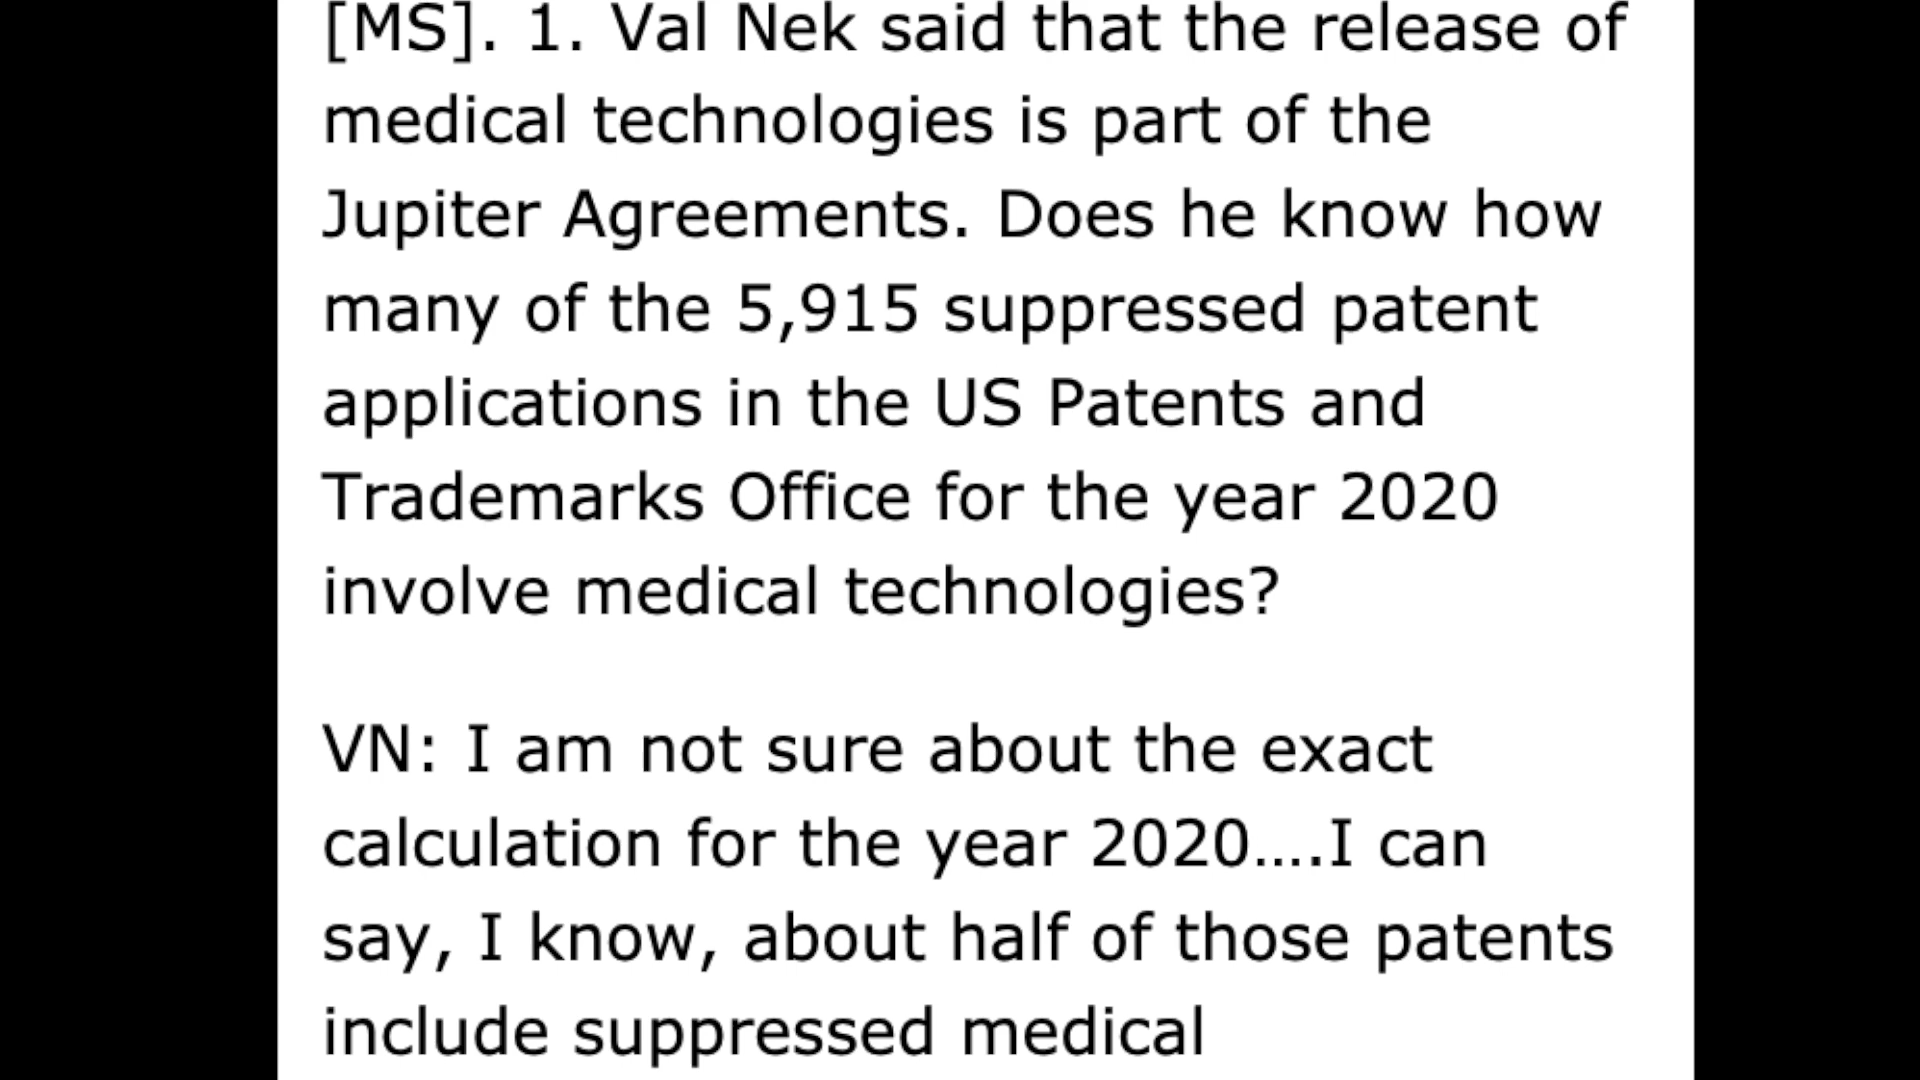 [MS]. 1. Val Nek said that the release of
medical technologies is part of the
Jupiter Agreements. Does he know how
many of the 5,915 suppressed patent
applications in the US Patents and
Trademarks Office for the year 2020
involve medical technologies?
VN: I am not sure about the exact
calculation for the year 2020....I can
say, I know, about half of those patents
include suppressed medical